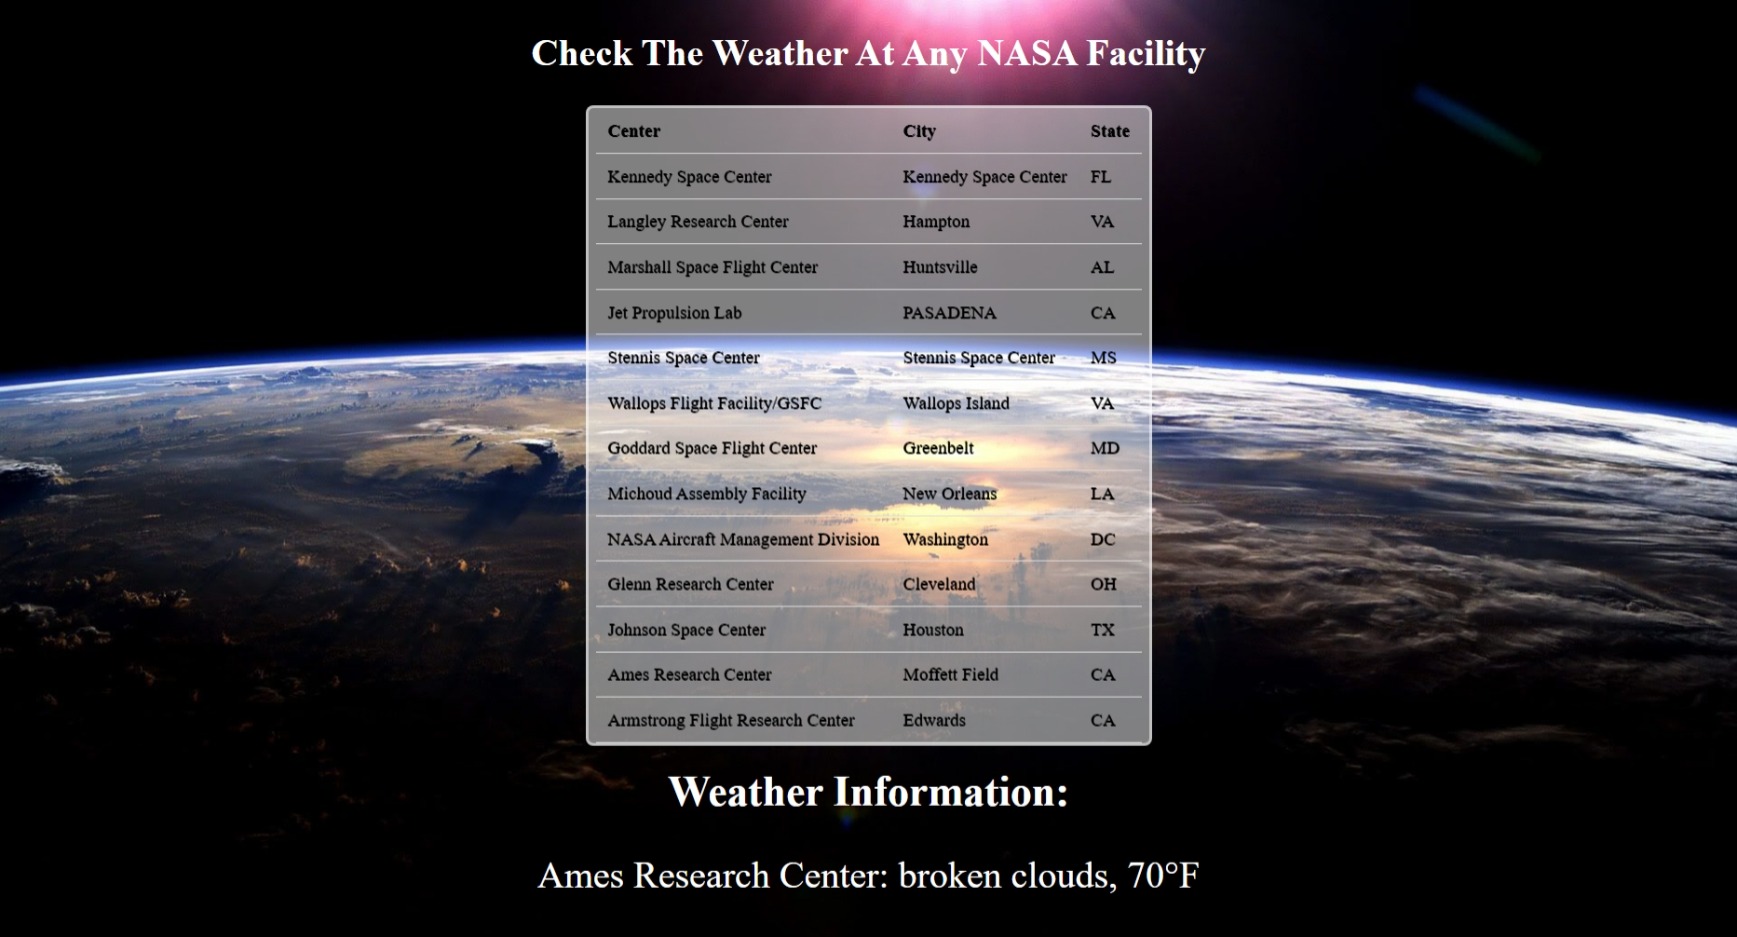 Check The Weather At Any NASA Facility
Center City State
Kennedy Space Center Kennedy Space Center FL
Langley Research Center Hampton VA
Marshall Space Flight Center Huntsville AL
Jet Propulsion Lab PASADENA CA
Stennis Space Center Stennis Space Center MS
Wallops Flight Facility/GSFC Wallops Island VA
Goddard Space Flight Center Greenbelt MD
Michoud Assembly Facility New Orleans LA
NASA Aircraft Management Division Washington DC
Glenn Research Center Cleveland OH
Johnson Space Center Houston TX
Ames Research Center Moffett Field CA
Armstrong Flight Research Center Edwards CA
Weather Information:
Ames Research Center: broken clouds, 70°F